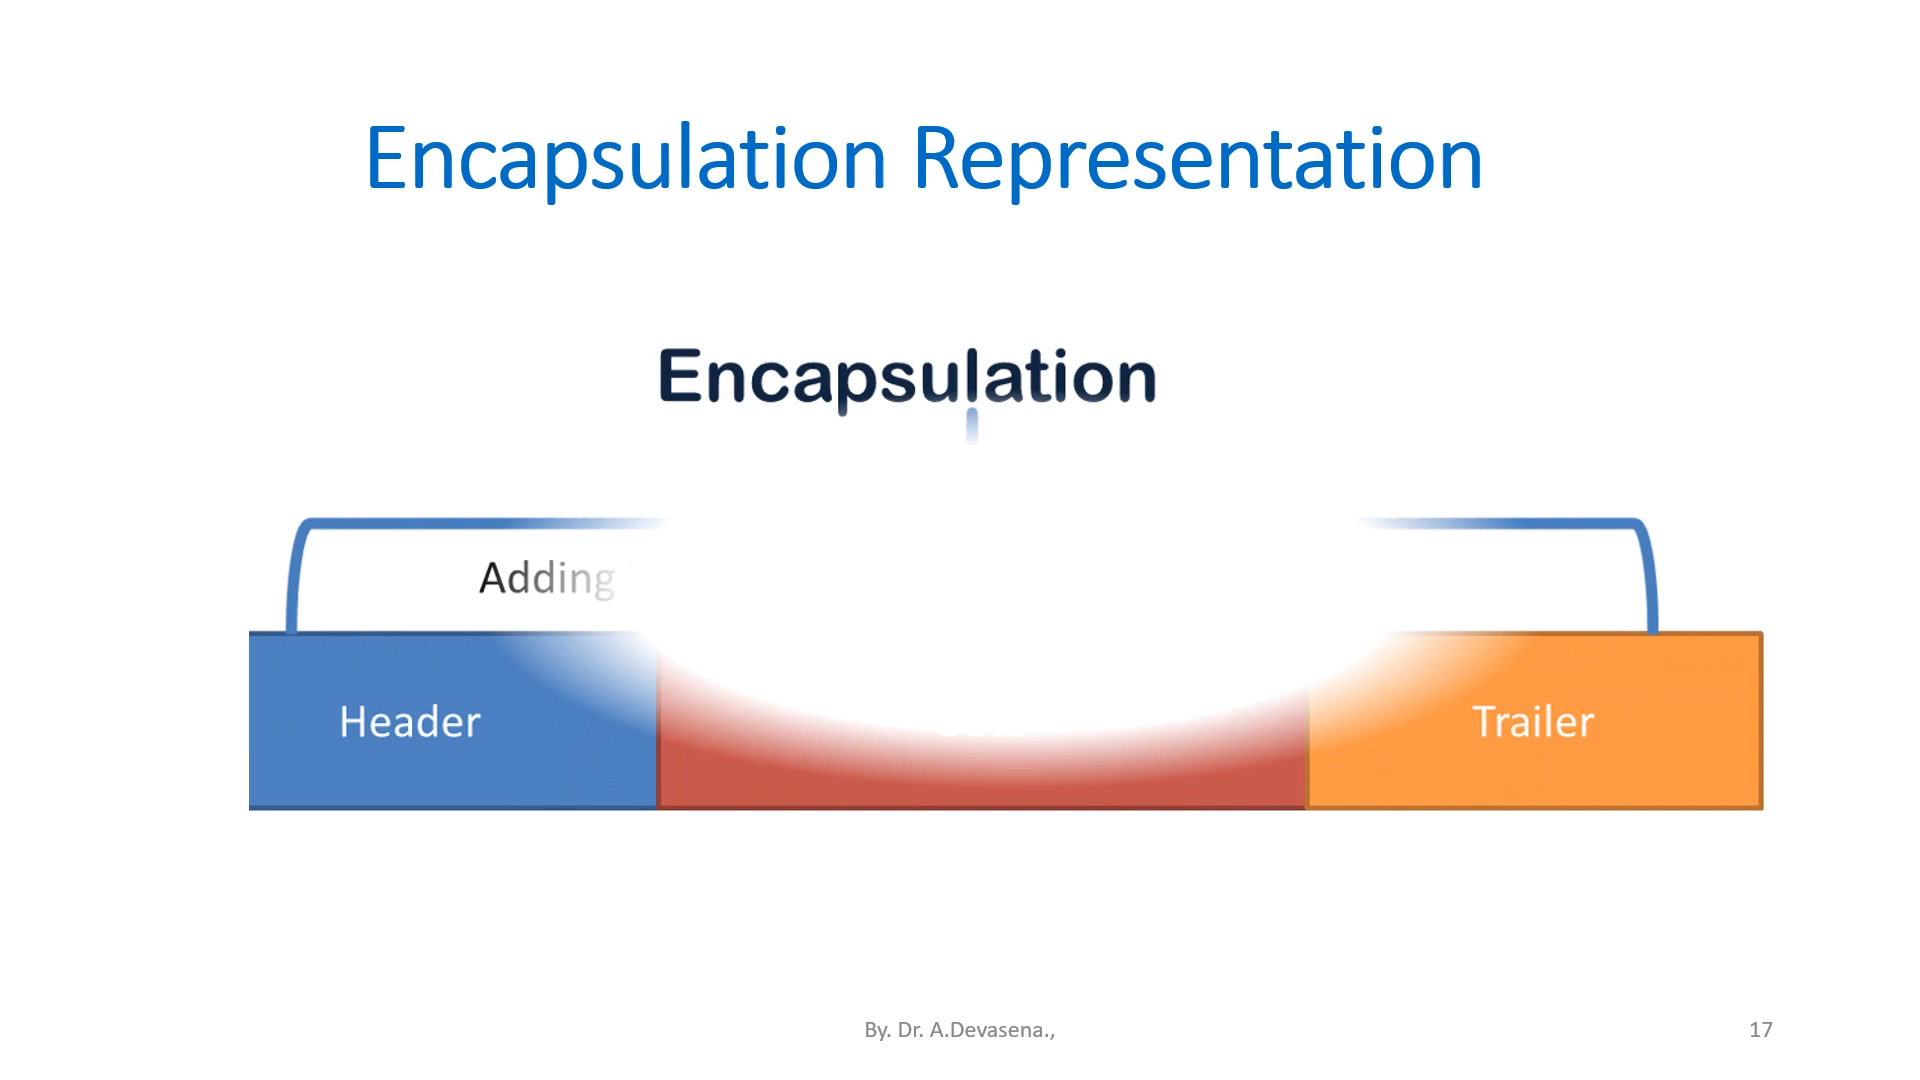 Encapsulation Representation
Encapsulation
Adding
Header
Trailer
By. Dr. A.Devasena.,
17